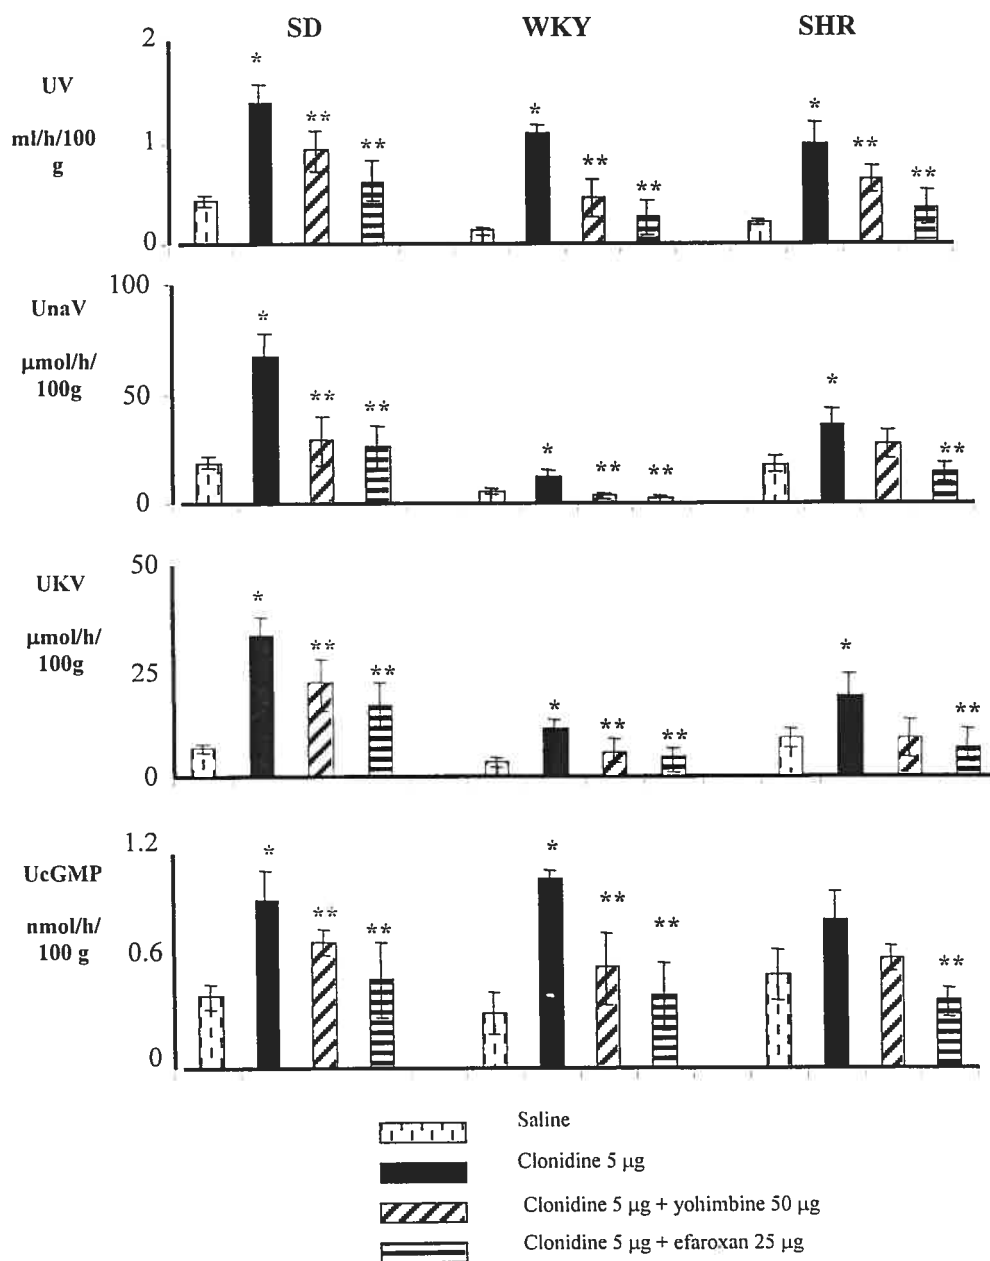 SD WKY SHR
2
UV
ml/h/100
g
1
0
* ** **
* ** **
* ** **
100
UnaV
µmol/h/
100g
50
0
* ** **
* ** **
* **
50
UKV
µmol/h/
100g
25
0
* ** **
* ** **
* **
1.2
UcGMP
nmol/h/
100 g
0.6
0
* ** **
* ** **
**
Saline
Clonidine 5 µg
Clonidine 5 µg + yohimbine 50 µg
Clonidine 5 µg + efaroxan 25 µg